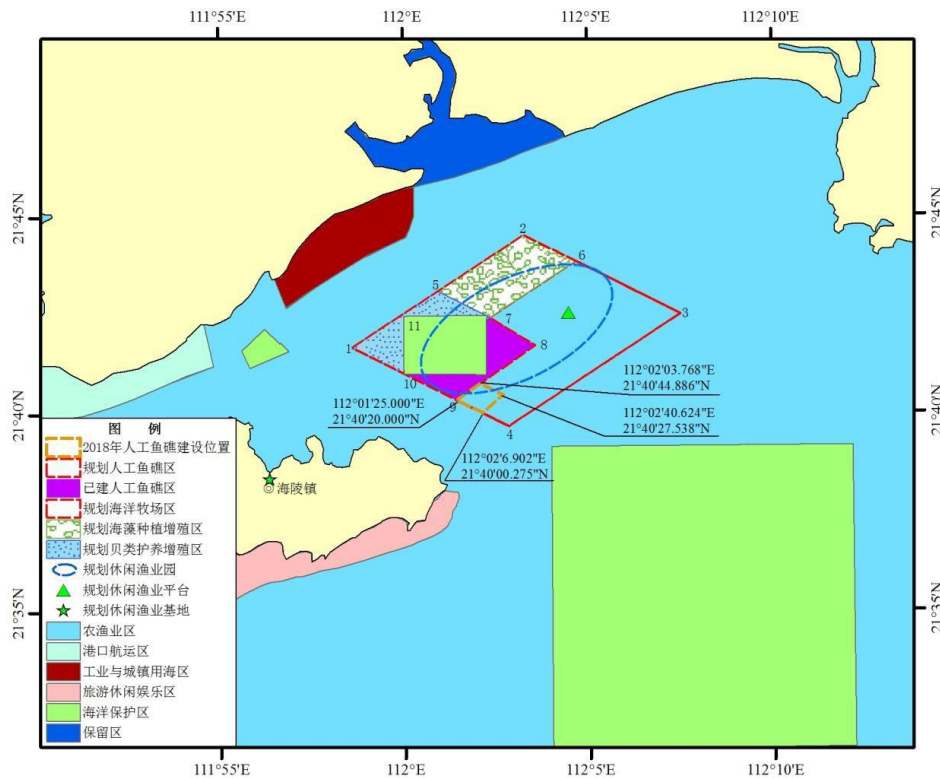 111°55'E
112°E
112°5'E
112°10'E
21°45'N
21°45'N
2
6
5
3
11
7
1
8
112°02'03.768"E
21°40'44.886"N
10
21°40'N
21°40'N
9
112°01'25.000"E
21°40'20.000"N
4
112°02'40.624"E
21°40'27.538"N
112°02'6.902"E
21°40'00.275"N
图 例
2018年人工鱼礁建设位置
规划人工鱼礁区
已建人工鱼礁区
规划海洋牧场区
规划海藻种植增殖区
规划贝类护养增殖区
规划休闲渔业园
规划休闲渔业平台
规划休闲渔业基地
农渔业区
港口航运区
工业与城镇用海区
旅游休闲娱乐区
海洋保护区
保留区
海陵镇
21°35'N
21°35'N
111°55'E
112°E
112°5'E
112°10'E